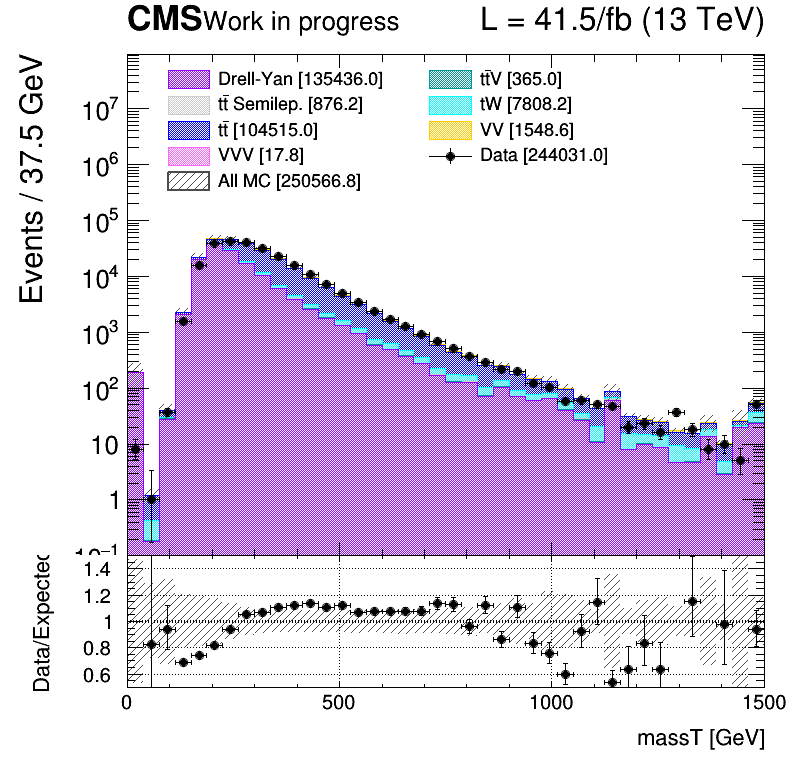 CMS Work in progress L = 41.5/fb (13 TeV)
Events / 37.5 GeV
Drell-Yan [135436.0] tt̄V [365.0]
tt̄ Semilep. [876.2] tW [7808.2]
tt̄ [104515.0] VV [1548.6]
VVV [17.8] Data [244031.0]
All MC [250566.8]
10⁷
10⁶
10⁵
10⁴
10³
10²
10
1
10⁻¹
Data/Expected
1.4
1.2
1
0.8
0.6
0 500 1000 1500
massT [GeV]